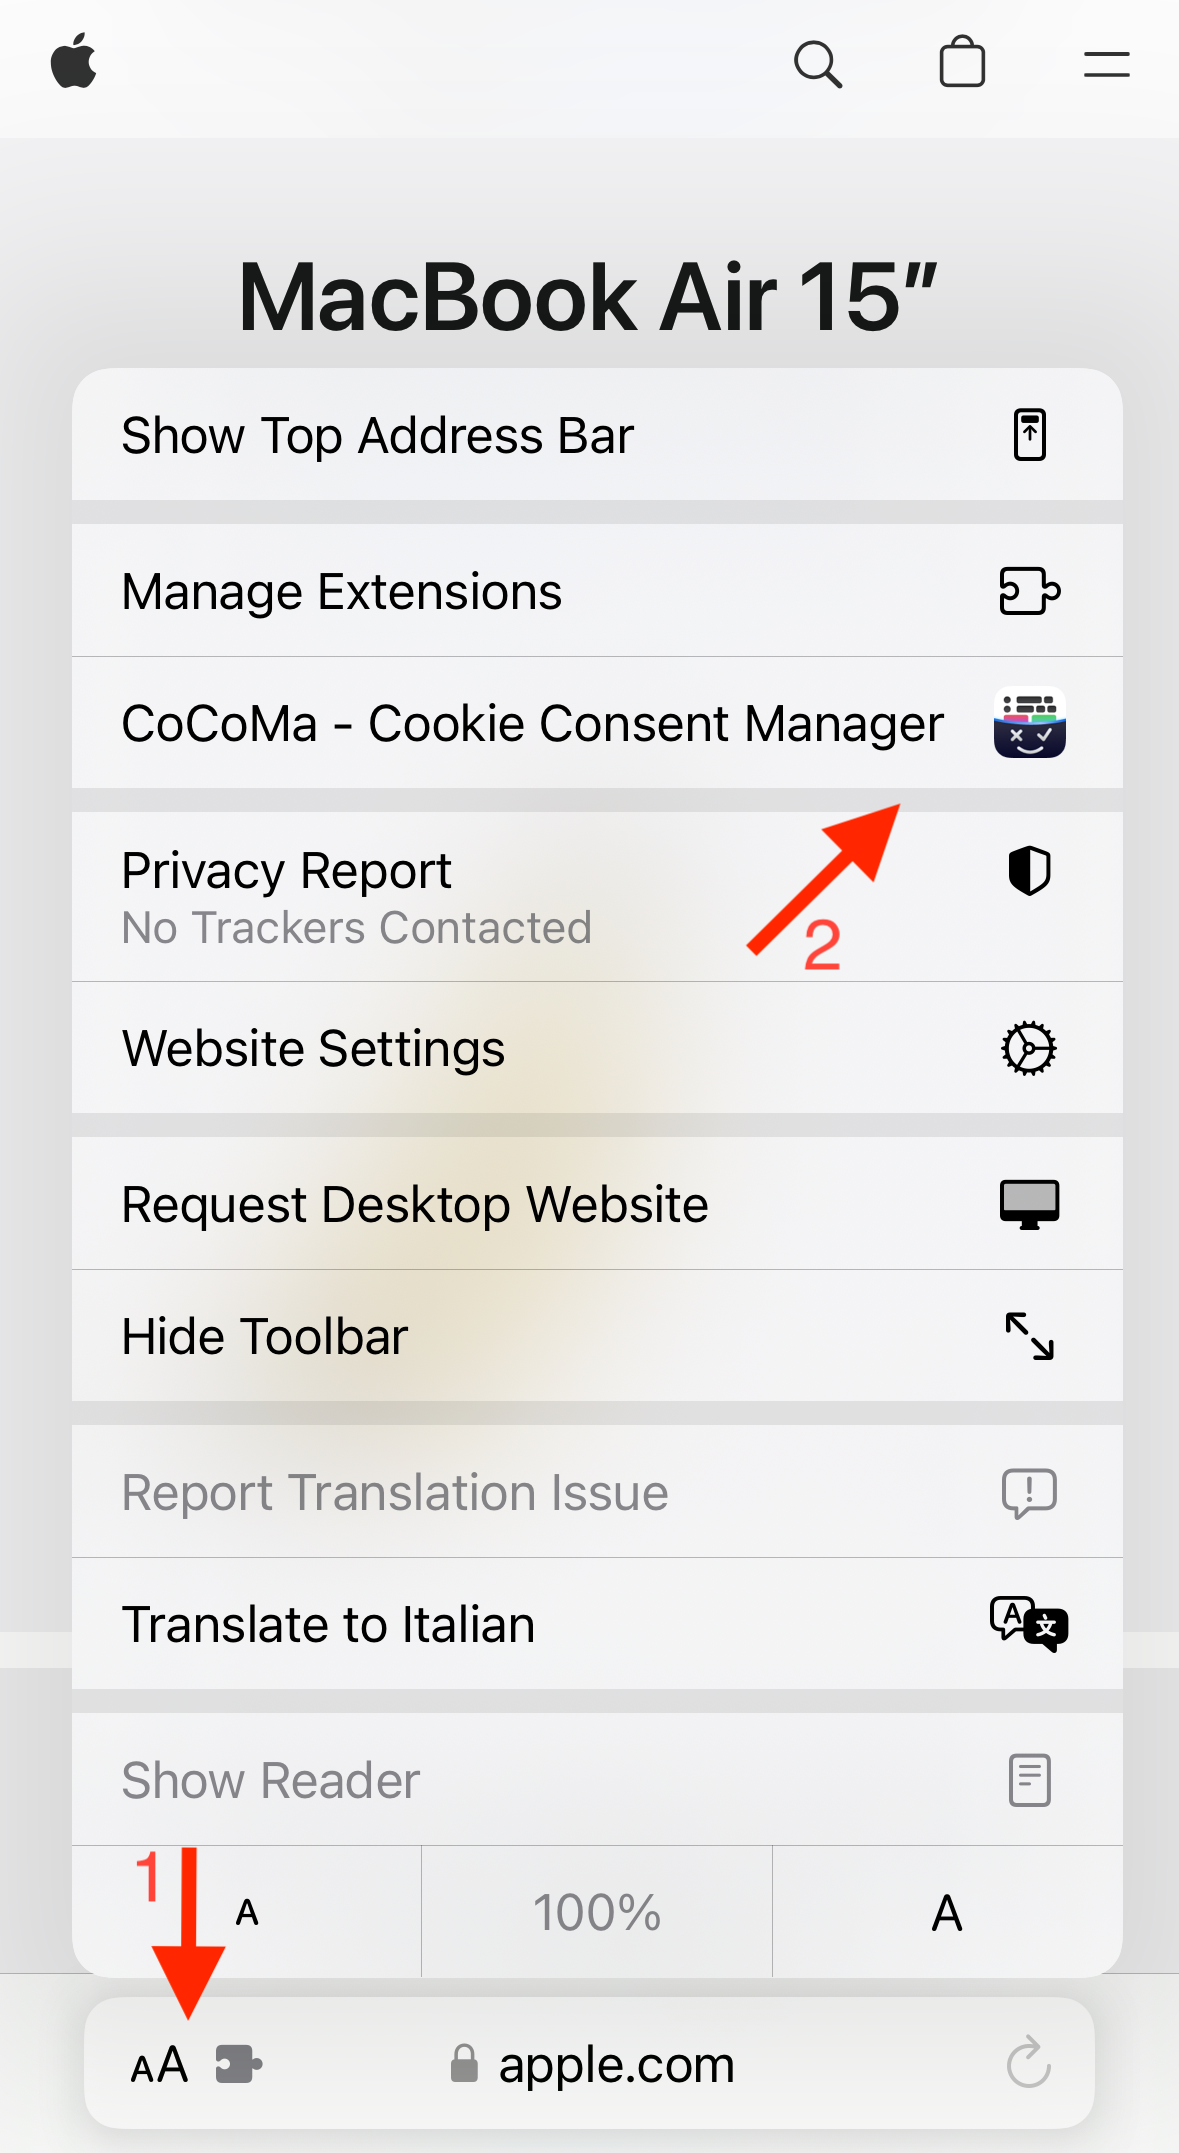 MacBook Air 15″
Show Top Address Bar
Manage Extensions
CoCoMa - Cookie Consent Manager
Privacy Report
No Trackers Contacted
2
Website Settings
Request Desktop Website
Hide Toolbar
Report Translation Issue
Translate to Italian
A 文
Show Reader
1
A 100% A
AA apple.com